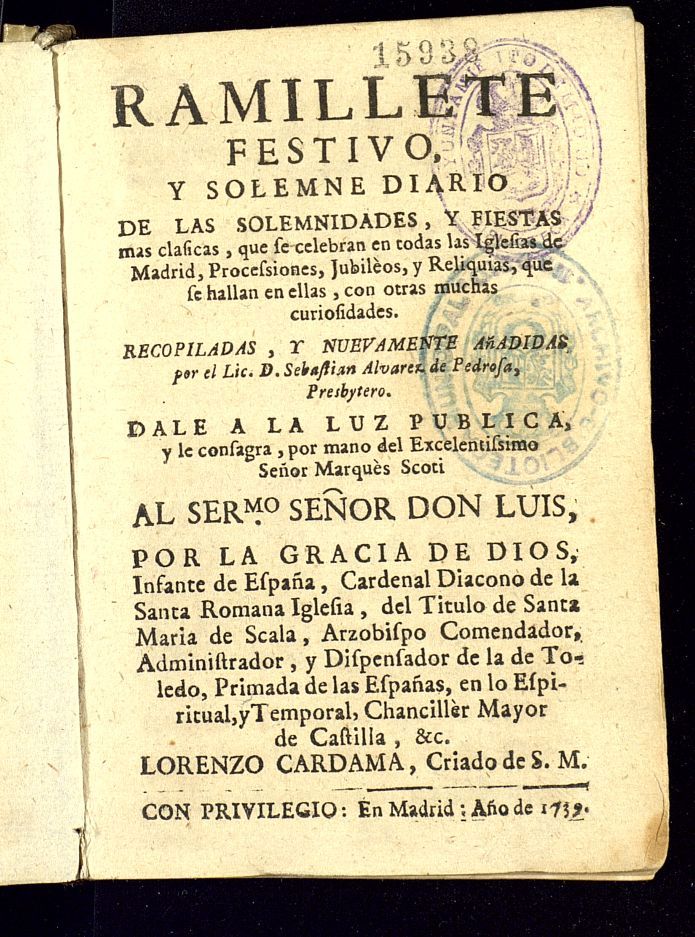 15938
RAMILLETE
FESTIVO,
Y SOLEMNE DIARIO
DE LAS SOLEMNIDADES, Y FIESTAS
mas claſicas, que ſe celebran en todas las Igleſias de
Madrid, Proceſsiones, Jubilèos, y Reliquias, que
ſe hallan en ellas, con otras muchas
curioſidades.
RECOPILADAS, Y NUEVAMENTE AñADIDAS,
por el Lic. D. Sebaſtian Alvarez de Pedroſa,
Presbytero.
DALE A LA LUZ PUBLICA,
y le conſagra, por mano del Excelentiſsimo
Señor Marquès Scoti
AL SER.MO SEÑOR DON LUIS,
POR LA GRACIA DE DIOS,
Infante de Eſpaña, Cardenal Diacono de la
Santa Romana Igleſia, del Titulo de Santa
Maria de Scala, Arzobiſpo Comendador,
Adminiſtrador, y Diſpenſador de la de To-
ledo, Primada de las Eſpañas, en lo Eſpi-
ritual, y Temporal, Chancillèr Mayor
de Caſtilla, &c.
LORENZO CARDAMA, Criado de S. M.
CON PRIVILEGIO: En Madrid: Año de 1739.
ARCHIVO